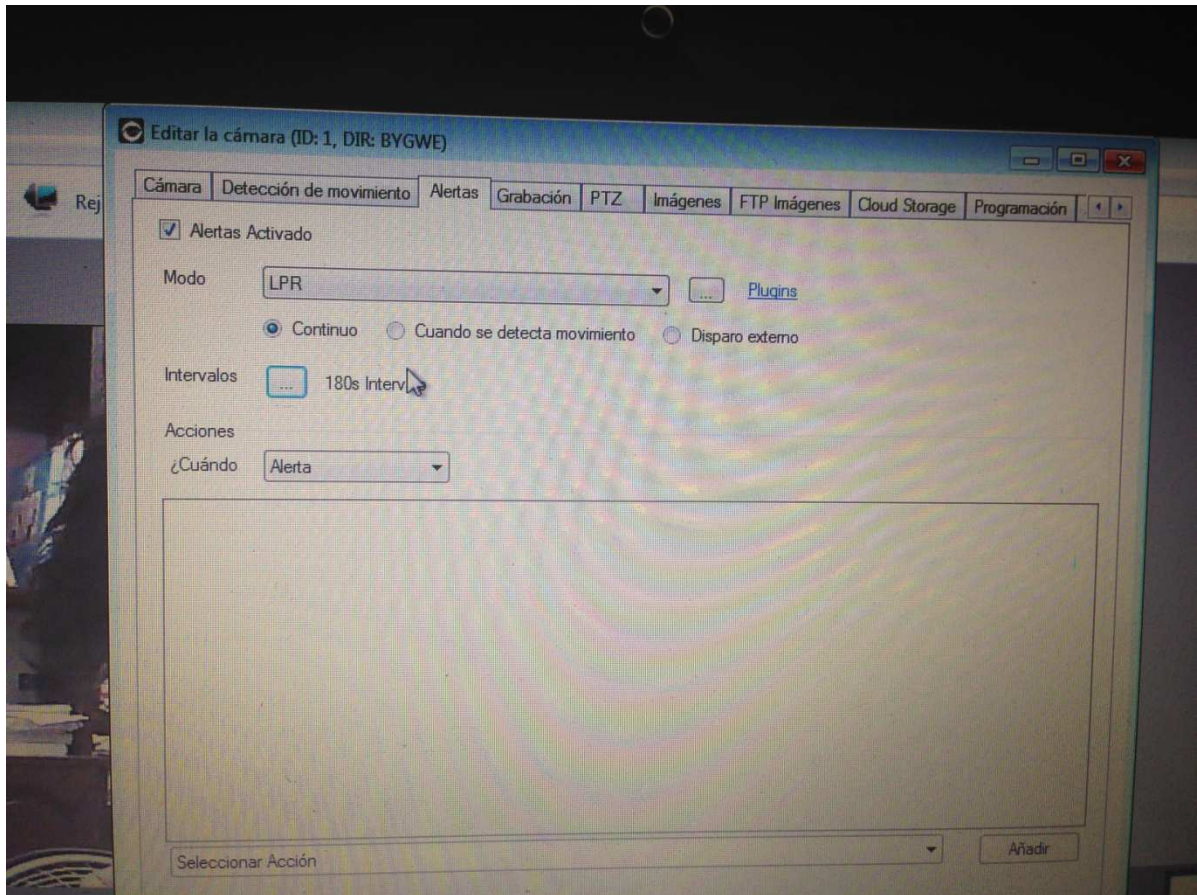 Editar la cámara (ID: 1, DIR: BYGWE)
Rej
Cámara Detección de movimiento Alertas Grabación PTZ Imágenes FTP Imágenes Cloud Storage Programación
Alertas Activado
Modo LPR ... Plugins
Continuo Cuando se detecta movimiento Disparo externo
Intervalos ... 180s Interv
Acciones
¿Cuándo Alerta
Seleccionar Acción Añadir